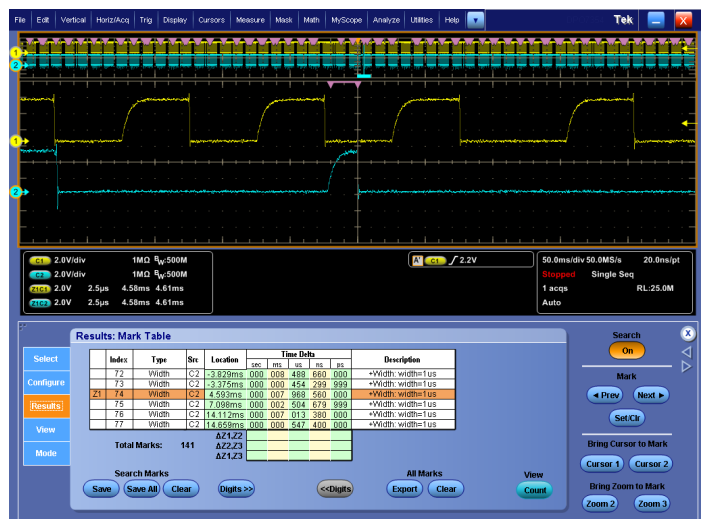 File Edit Vertical Horiz/Acq Trig Display Cursors Measure Mask Math MyScope Analyze Utilities Help Tek X
1
2
1
2
C1 2.0V/div 1MΩ BW:500M
C2 2.0V/div 1MΩ BW:500M
Z1C1 2.0V 2.5µs 4.58ms 4.61ms
Z1C2 2.0V 2.5µs 4.58ms 4.61ms
A' C1 2.2V
50.0ms/div 50.0MS/s 20.0ns/pt
Stopped Single Seq
1 acqs RL:25.0M
Auto
Results: Mark Table
Select
Configure
Results
View
Mode
Index Type Src Location Time Delta Description
sec ms us ns ps
72 Width C2 -3.829ms 000 008 488 660 000 +Width: width=1us
73 Width C2 -3.375ms 000 000 454 299 999 +Width: width=1us
Z1 74 Width C2 4.593ms 000 007 968 560 000 +Width: width=1us
75 Width C2 7.098ms 000 002 504 679 999 +Width: width=1us
76 Width C2 14.112ms 000 007 013 380 000 +Width: width=1us
77 Width C2 14.659ms 000 000 547 400 000 +Width: width=1us
Total Marks: 141
ΔZ1,Z2
ΔZ2,Z3
ΔZ1,Z3
Search Marks
Save Save All Clear
Digits >>
<<Digits
All Marks
Export Clear
View
Count
Search
On
X
Mark
Prev Next
Set/Clr
Bring Cursor to Mark
Cursor 1 Cursor 2
Bring Zoom to Mark
Zoom 2 Zoom 3